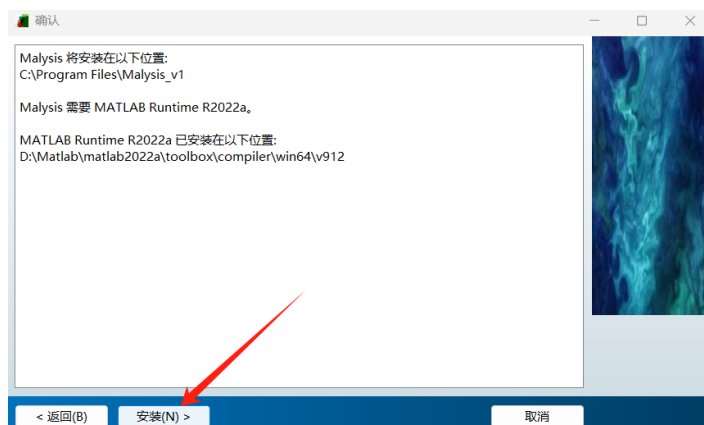 确认
Malysis 将安装在以下位置:
C:\Program Files\Malysis_v1
Malysis 需要 MATLAB Runtime R2022a。
MATLAB Runtime R2022a 已安装在以下位置:
D:\Matlab\matlab2022a\toolbox\compiler\win64\v912
< 返回(B)
安装(N) >
取消